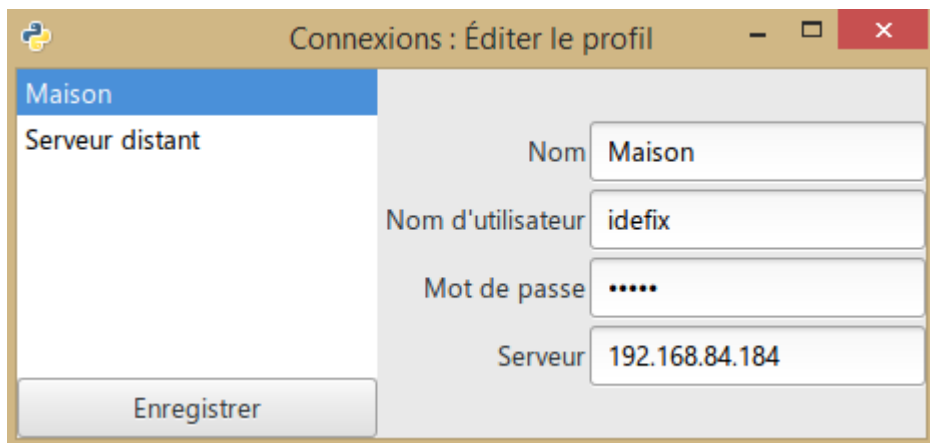 Connexions : Éditer le profil
Maison
Serveur distant
Nom Maison
Nom d'utilisateur idefix
Mot de passe •••••
Serveur 192.168.84.184
Enregistrer